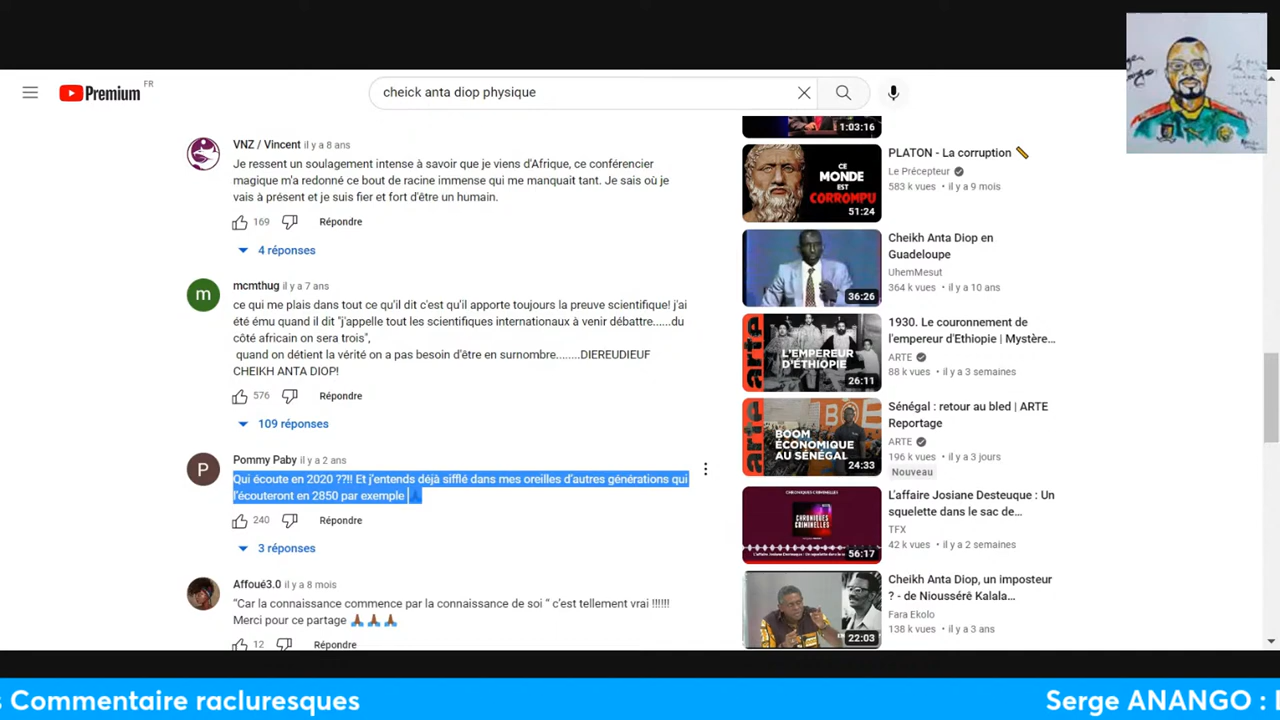 FR
Premium
cheick anta diop physique
VNZ / Vincent il y a 8 ans
Je ressent un soulagement intense à savoir que je viens d'Afrique, ce conférencier
magique m'a redonné ce bout de racine immense qui me manquait tant. Je sais où je
vais à présent et je suis fier et fort d'être un humain.
169 Répondre
4 réponses
m
mcmthug il y a 7 ans
ce qui me plais dans tout ce qu'il dit c'est qu'il apporte toujours la preuve scientifique! j'ai
été ému quand il dit "j'appelle tout les scientifiques internationaux à venir débattre......du
côté africain on sera trois",
quand on détient la vérité on a pas besoin d'être en surnombre.......DIEREUDIEUF
CHEIKH ANTA DIOP!
576 Répondre
109 réponses
P
Pommy Paby il y a 2 ans
Qui écoute en 2020 ??!! Et j'entends déjà sifflé dans mes oreilles d'autres générations qui
l'écouteront en 2850 par exemple
240 Répondre
3 réponses
Affoué3.0 il y a 8 mois
"Car la connaissance commence par la connaissance de soi " c'est tellement vrai !!!!!!
Merci pour ce partage
12 Répondre
1:03:16
CE
MONDE
EST
CORROMPU
51:24
PLATON - La corruption
Le Précepteur
583 k vues • il y a 9 mois
36:26
Cheikh Anta Diop en
Guadeloupe
UhemMesut
364 k vues • il y a 10 ans
arte
L'EMPEREUR
D'ÉTHIOPIE
26:11
1930. Le couronnement de
l'empereur d'Ethiopie | Mystère...
ARTE
88 k vues • il y a 3 semaines
arte
BOOM
ÉCONOMIQUE
AU SÉNÉGAL
24:33
Sénégal : retour au bled | ARTE
Reportage
ARTE
196 k vues • il y a 3 jours
Nouveau
CHRONIQUES CRIMINELLES
CHRONIQUES
CRIMINELLES
56:17
L'affaire Josiane Desteuque : Un
squelette dans le sac de...
TFX
42 k vues • il y a 2 semaines
22:03
Cheikh Anta Diop, un imposteur
? - de Nioussérê Kalala...
Fara Ekolo
138 k vues • il y a 3 ans
s Commentaire racluresques
Serge ANANGO :